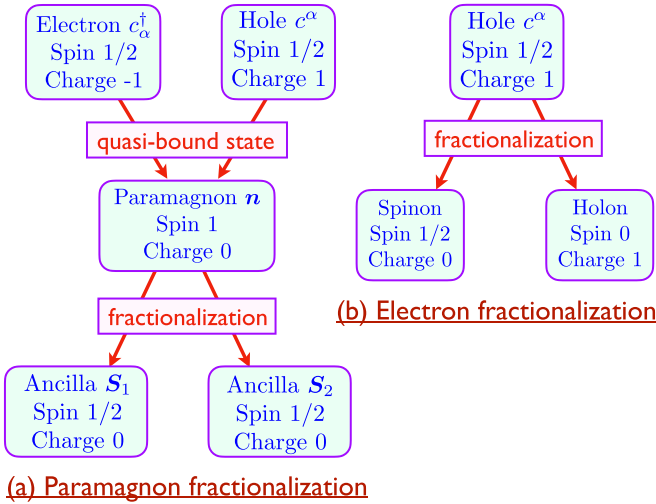 Electron $c_\alpha^\dagger$
Spin 1/2
Charge -1
Hole $c^\alpha$
Spin 1/2
Charge 1
quasi-bound state
Paramagnon $\boldsymbol{n}$
Spin 1
Charge 0
fractionalization
Ancilla $\boldsymbol{S}_1$
Spin 1/2
Charge 0
Ancilla $\boldsymbol{S}_2$
Spin 1/2
Charge 0
(a) Paramagnon fractionalization
Hole $c^\alpha$
Spin 1/2
Charge 1
fractionalization
Spinon
Spin 1/2
Charge 0
Holon
Spin 0
Charge 1
(b) Electron fractionalization